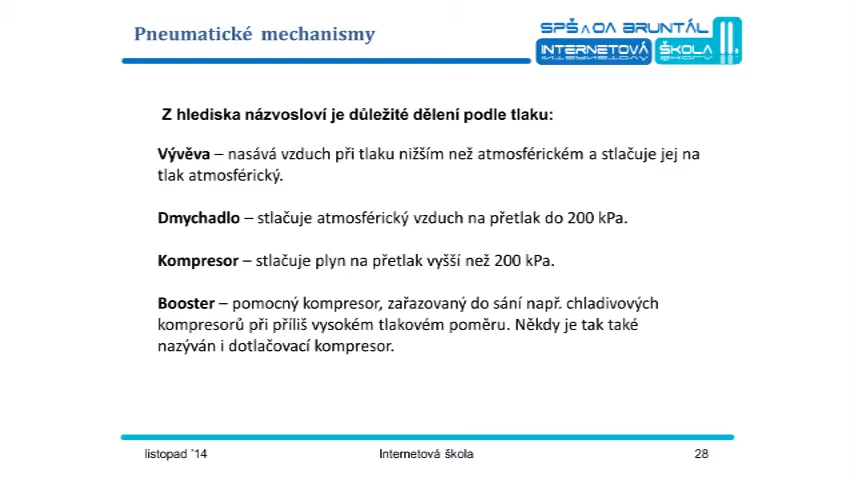 Pneumatické mechanismy
SPŠ A OA BRUNTÁL
INTERNETOVÁ ŠKOLA II.
Z hlediska názvosloví je důležité dělení podle tlaku:
Vývěva – nasává vzduch při tlaku nižším než atmosférickém a stlačuje jej na
tlak atmosférický.
Dmychadlo – stlačuje atmosférický vzduch na přetlak do 200 kPa.
Kompresor – stlačuje plyn na přetlak vyšší než 200 kPa.
Booster – pomocný kompresor, zařazovaný do sání např. chladivových
kompresorů při příliš vysokém tlakovém poměru. Někdy je tak také
nazýván i dotlačovací kompresor.
listopad '14
Internetová škola
28